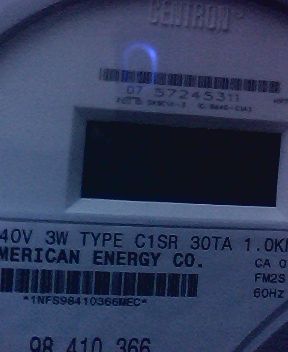 CENTRON
07 57245311
40V 3W TYPE C1SR 30TA 1.0K
MERICAN ENERGY CO.
CA 0
FM2S
*1NFS98410366MEC*
60Hz
98 410 366